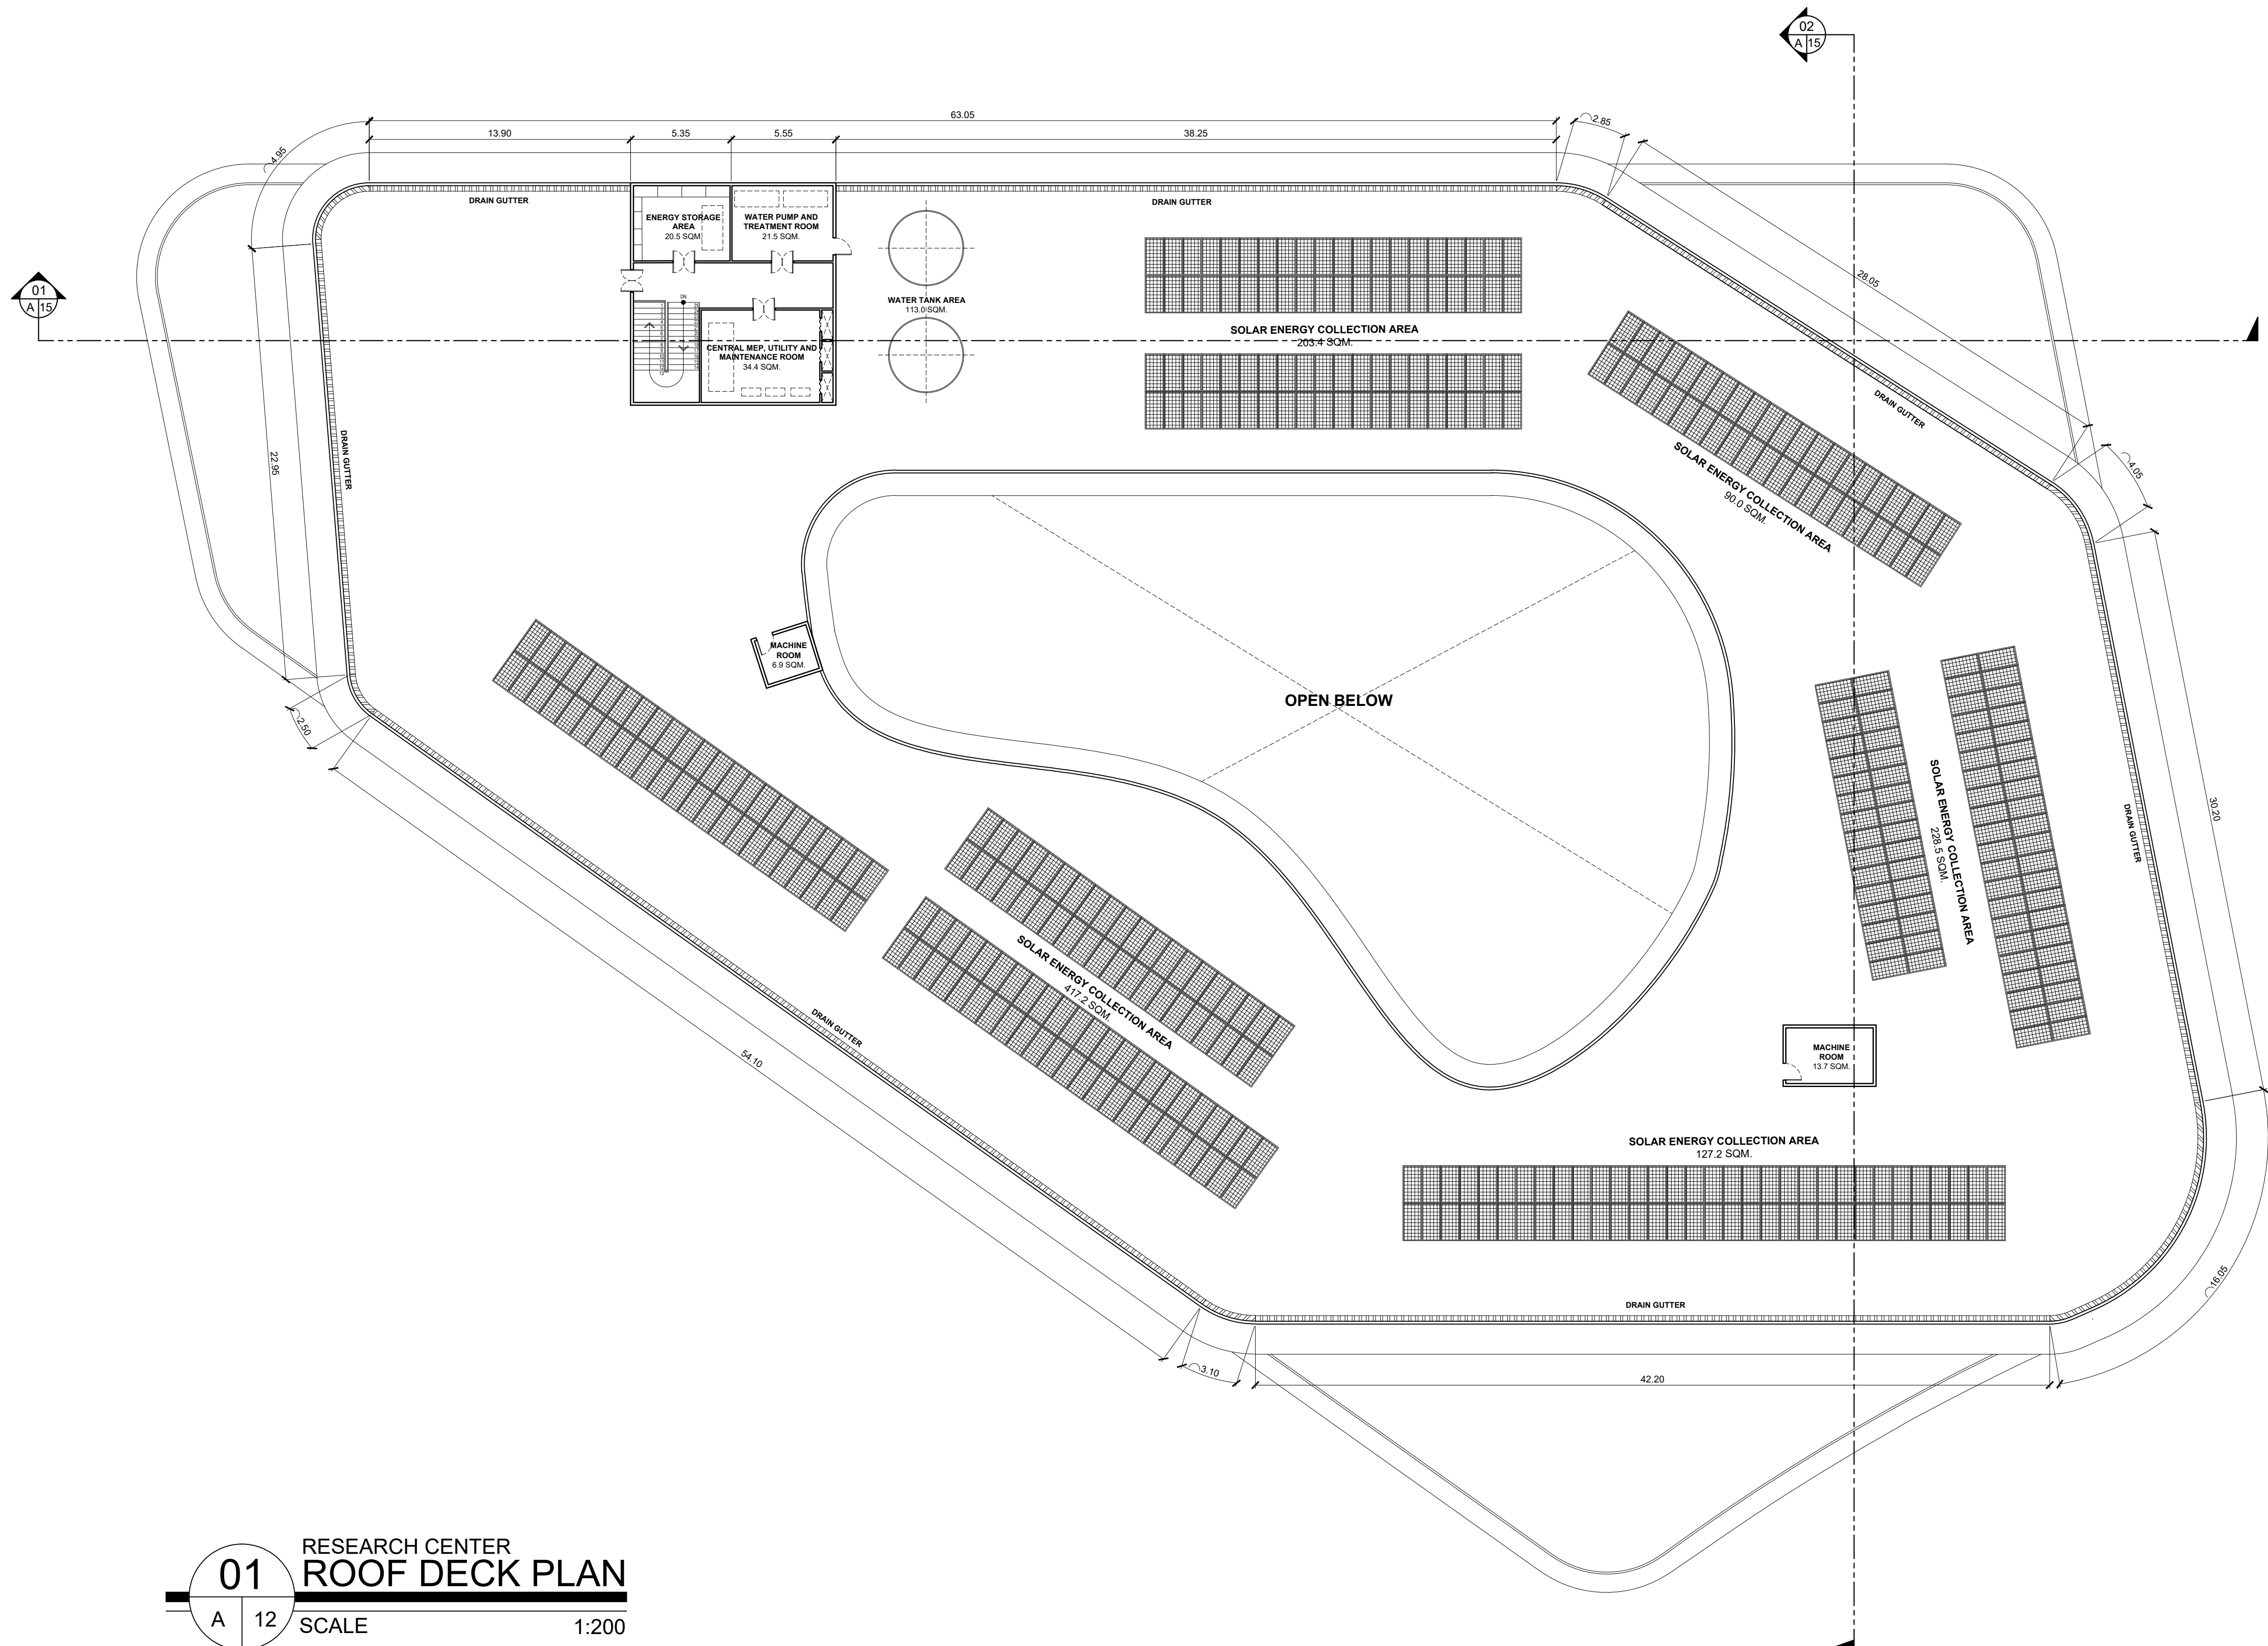 02
A 15
63.05
13.90
5.35
5.55
38.25
2.85
4.95
DRAIN GUTTER
DRAIN GUTTER
ENERGY STORAGE
AREA
20.5 SQM.
WATER PUMP AND
TREATMENT ROOM
21.5 SQM.
28.05
01
A 15
DN
WATER TANK AREA
113.0 SQM.
SOLAR ENERGY COLLECTION AREA
203.4 SQM.
CENTRAL MEP, UTILITY AND
MAINTENANCE ROOM
34.4 SQM.
DRAIN GUTTER
22.95
DRAIN GUTTER
SOLAR ENERGY COLLECTION AREA
90.0 SQM.
4.05
MACHINE
ROOM
6.9 SQM.
OPEN BELOW
2.50
SOLAR ENERGY COLLECTION AREA
228.5 SQM.
30.20
DRAIN GUTTER
SOLAR ENERGY COLLECTION AREA
417.2 SQM.
DRAIN GUTTER
54.10
MACHINE
ROOM
13.7 SQM.
SOLAR ENERGY COLLECTION AREA
127.2 SQM.
DRAIN GUTTER
16.05
3.10
42.20
01
A 12
RESEARCH CENTER
ROOF DECK PLAN
SCALE 1:200